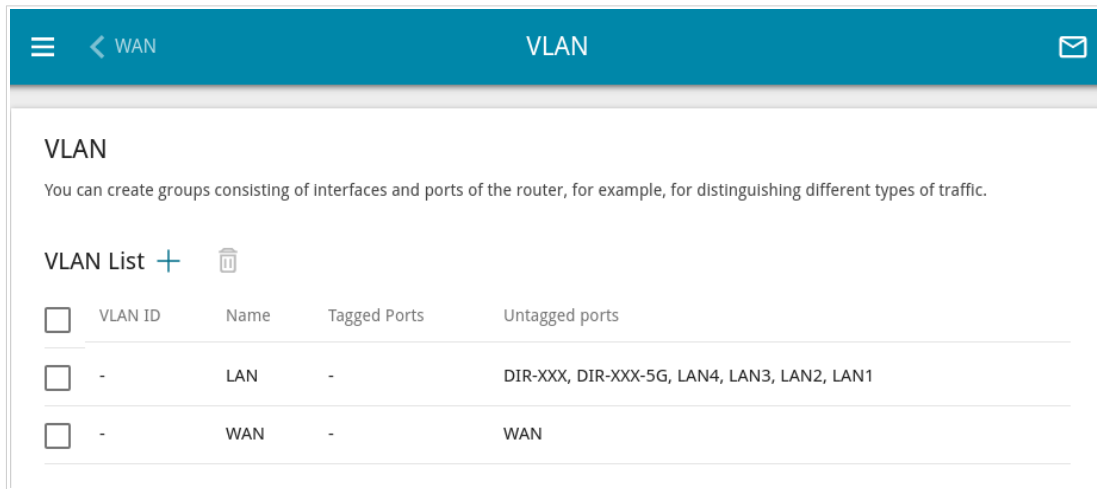 WAN
VLAN
VLAN
You can create groups consisting of interfaces and ports of the router, for example, for distinguishing different types of traffic.
VLAN List
VLAN ID Name Tagged Ports Untagged ports
- LAN - DIR-XXX, DIR-XXX-5G, LAN4, LAN3, LAN2, LAN1
- WAN - WAN